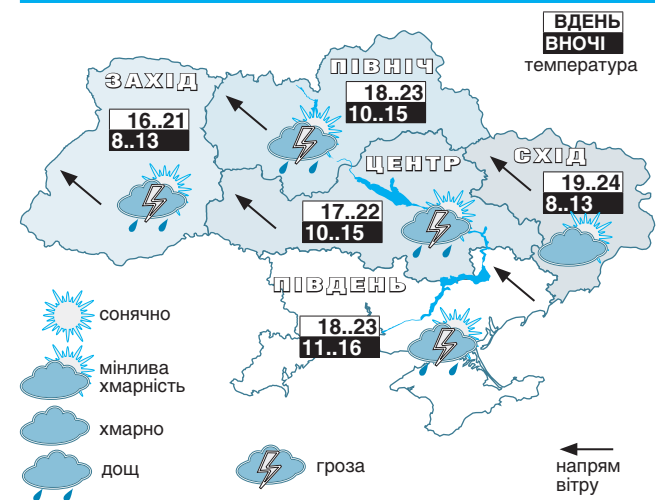 ВДЕНЬ
ВНОЧІ
температура
ЗАХІД
16..21
8..13
ПІВНІЧ
18..23
10..15
ЦЕНТР
17..22
10..15
СХІД
19..24
8..13
ПІВДЕНЬ
18..23
11..16
сонячно
мінлива
хмарність
хмарно
дощ
гроза
напрям
вітру